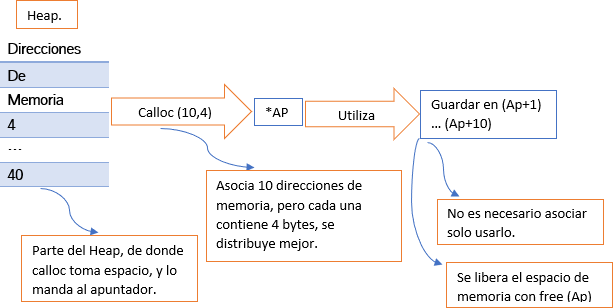 Heap.
Direcciones
De
Memoria
4
...
40
Calloc (10,4)
*AP
Utiliza
Guardar en (Ap+1)
... (Ap+10)
Asocia 10 direcciones de
memoria, pero cada una
contiene 4 bytes, se
distribuye mejor.
No es necesario asociar
solo usarlo.
Parte del Heap, de donde
calloc toma espacio, y lo
manda al apuntador.
Se libera el espacio de
memoria con free (Ap)